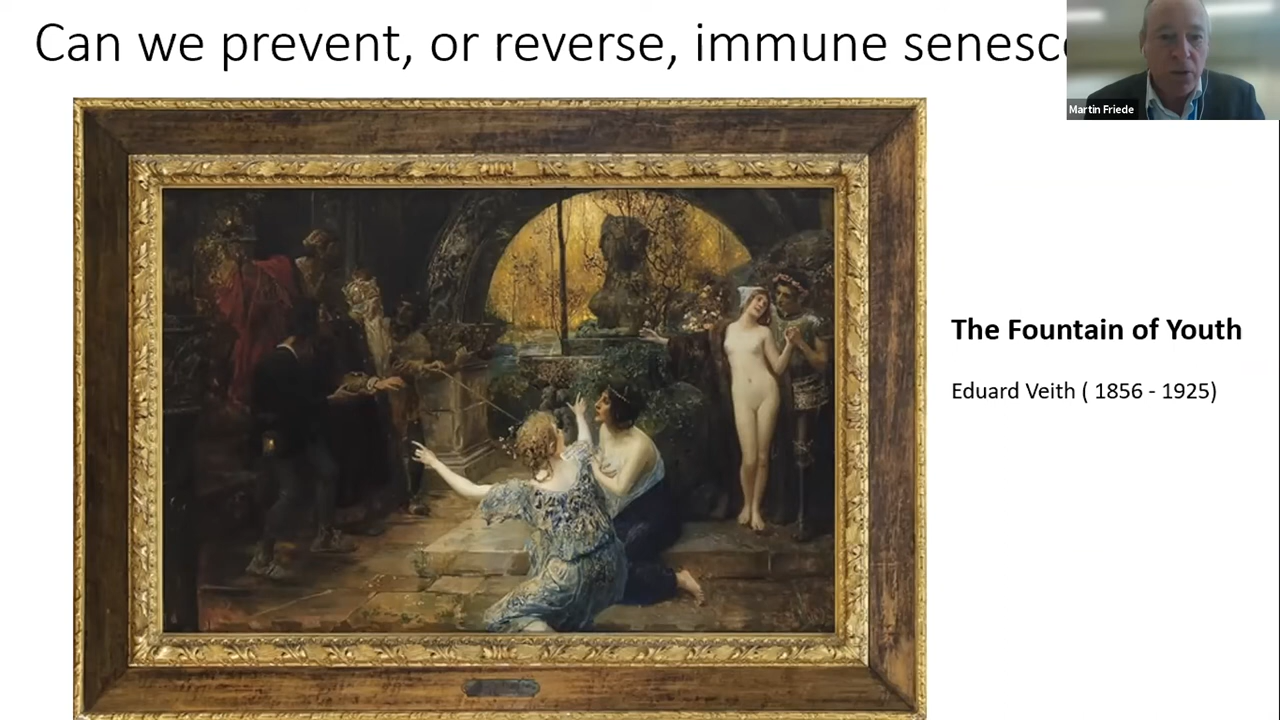 Can we prevent, or reverse, immune senesc
Martin Friede
The Fountain of Youth
Eduard Veith ( 1856 - 1925)